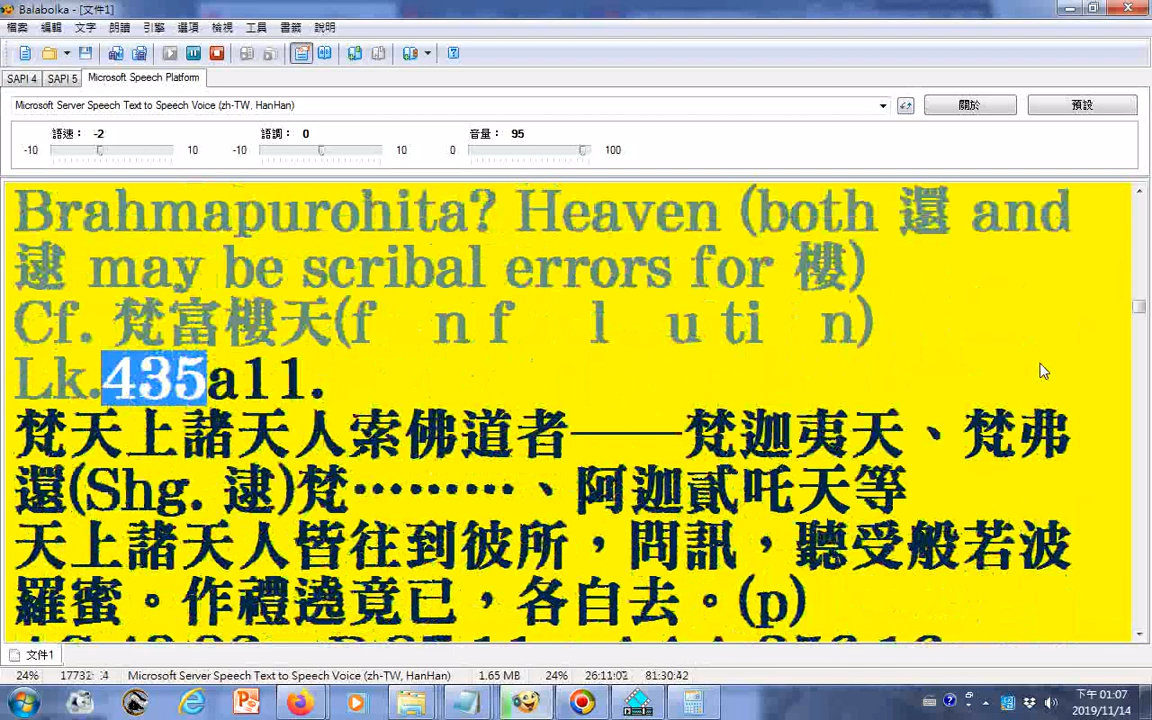 Balabolka - [文件1]
檔案 編輯 文字 朗讀 引擎 選項 檢視 工具 書籤 說明
SAPI 4 SAPI 5 Microsoft Speech Platform
Microsoft Server Speech Text to Speech Voice (zh-TW, HanHan) 關於 預設
語速： -2 語調： 0 音量： 95
-10 10 -10 10 0 100
Brahmapurohita? Heaven (both 還 and
逮 may be scribal errors for 樓)
Cf. 梵富樓天(f n f l u ti n)
Lk.435a11.
梵天上諸天人索佛道者──梵迦夷天、梵弗
還(Shg. 逮)梵………、阿迦貳吒天等
天上諸天人皆往到彼所，問訊，聽受般若波
羅蜜。作禮遶竟已，各自去。(p)
文件1
24% Microsoft Server Speech Text to Speech Voice (zh-TW, HanHan) 1.65 MB 24% 26:11:02 81:30:42
下午 01:07
2019/11/14